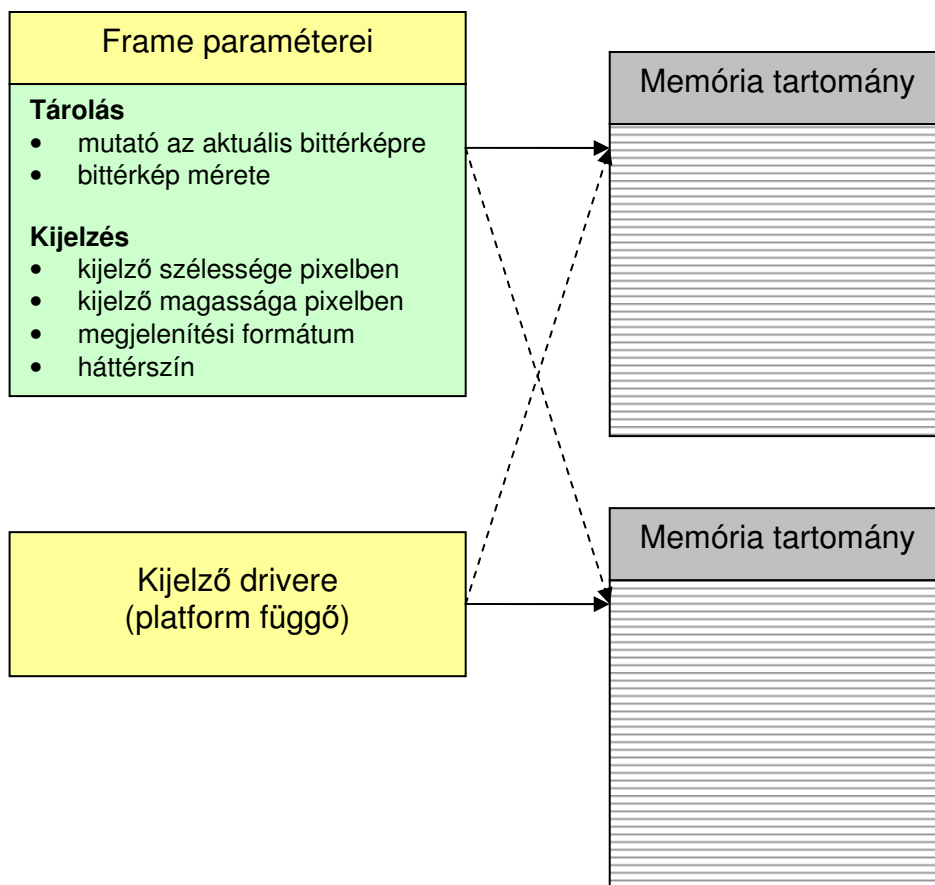 Frame paraméterei
Tárolás
• mutató az aktuális bittérképre
• bittérkép mérete
Kijelzés
• kijelző szélessége pixelben
• kijelző magassága pixelben
• megjelenítési formátum
• háttérszín
Memória tartomány
Kijelző drivere
(platform függő)
Memória tartomány